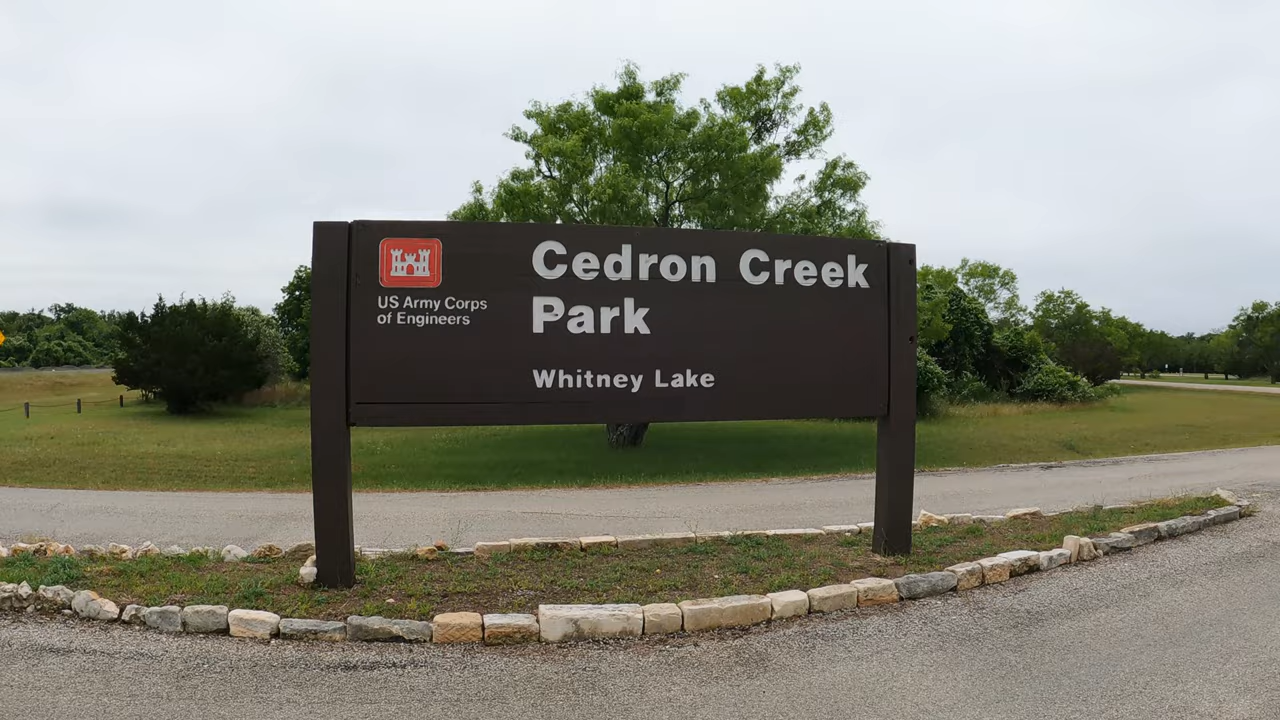 US Army Corps
of Engineers
Cedron Creek
Park
Whitney Lake